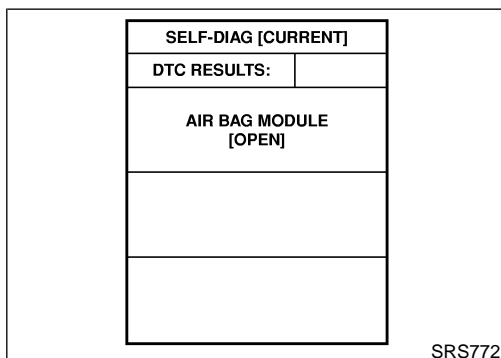 SELF-DIAG [CURRENT]
DTC RESULTS:
AIR BAG MODULE
[OPEN]
SRS772